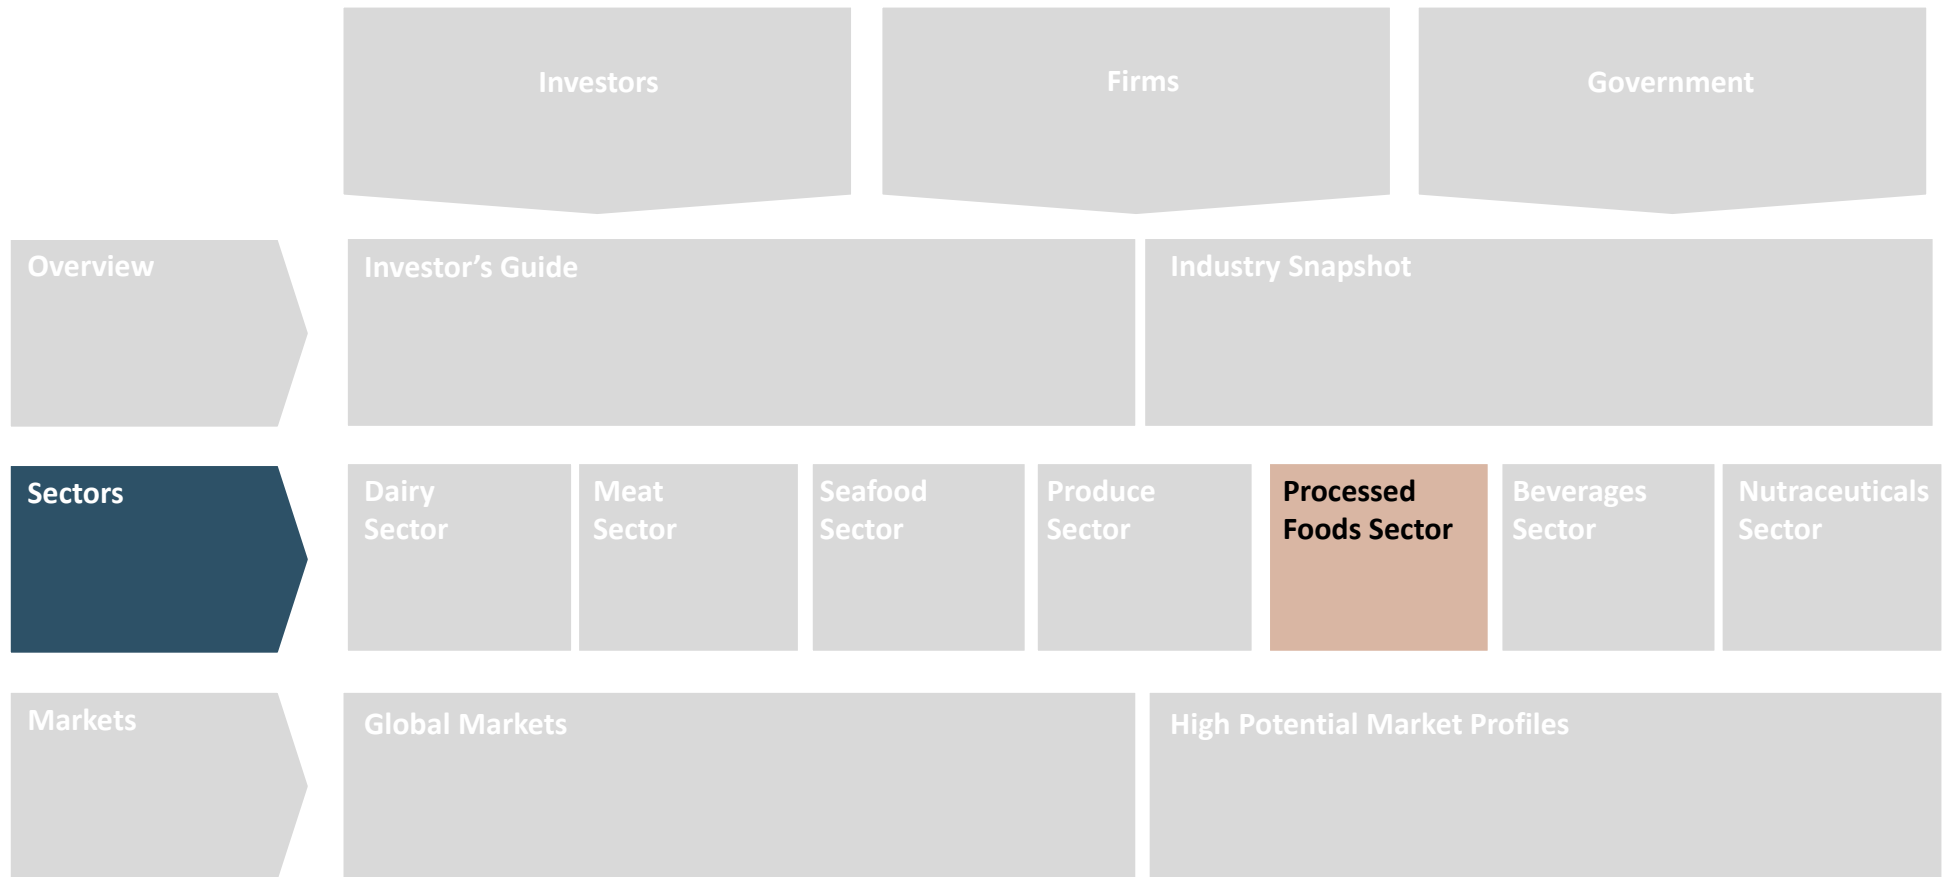 Investors
Firms
Government
Overview
Investor’s Guide
Industry Snapshot
Sectors
Dairy
Sector
Meat
Sector
Seafood
Sector
Produce
Sector
Processed
Foods Sector
Beverages
Sector
Nutraceuticals
Sector
Markets
Global Markets
High Potential Market Profiles